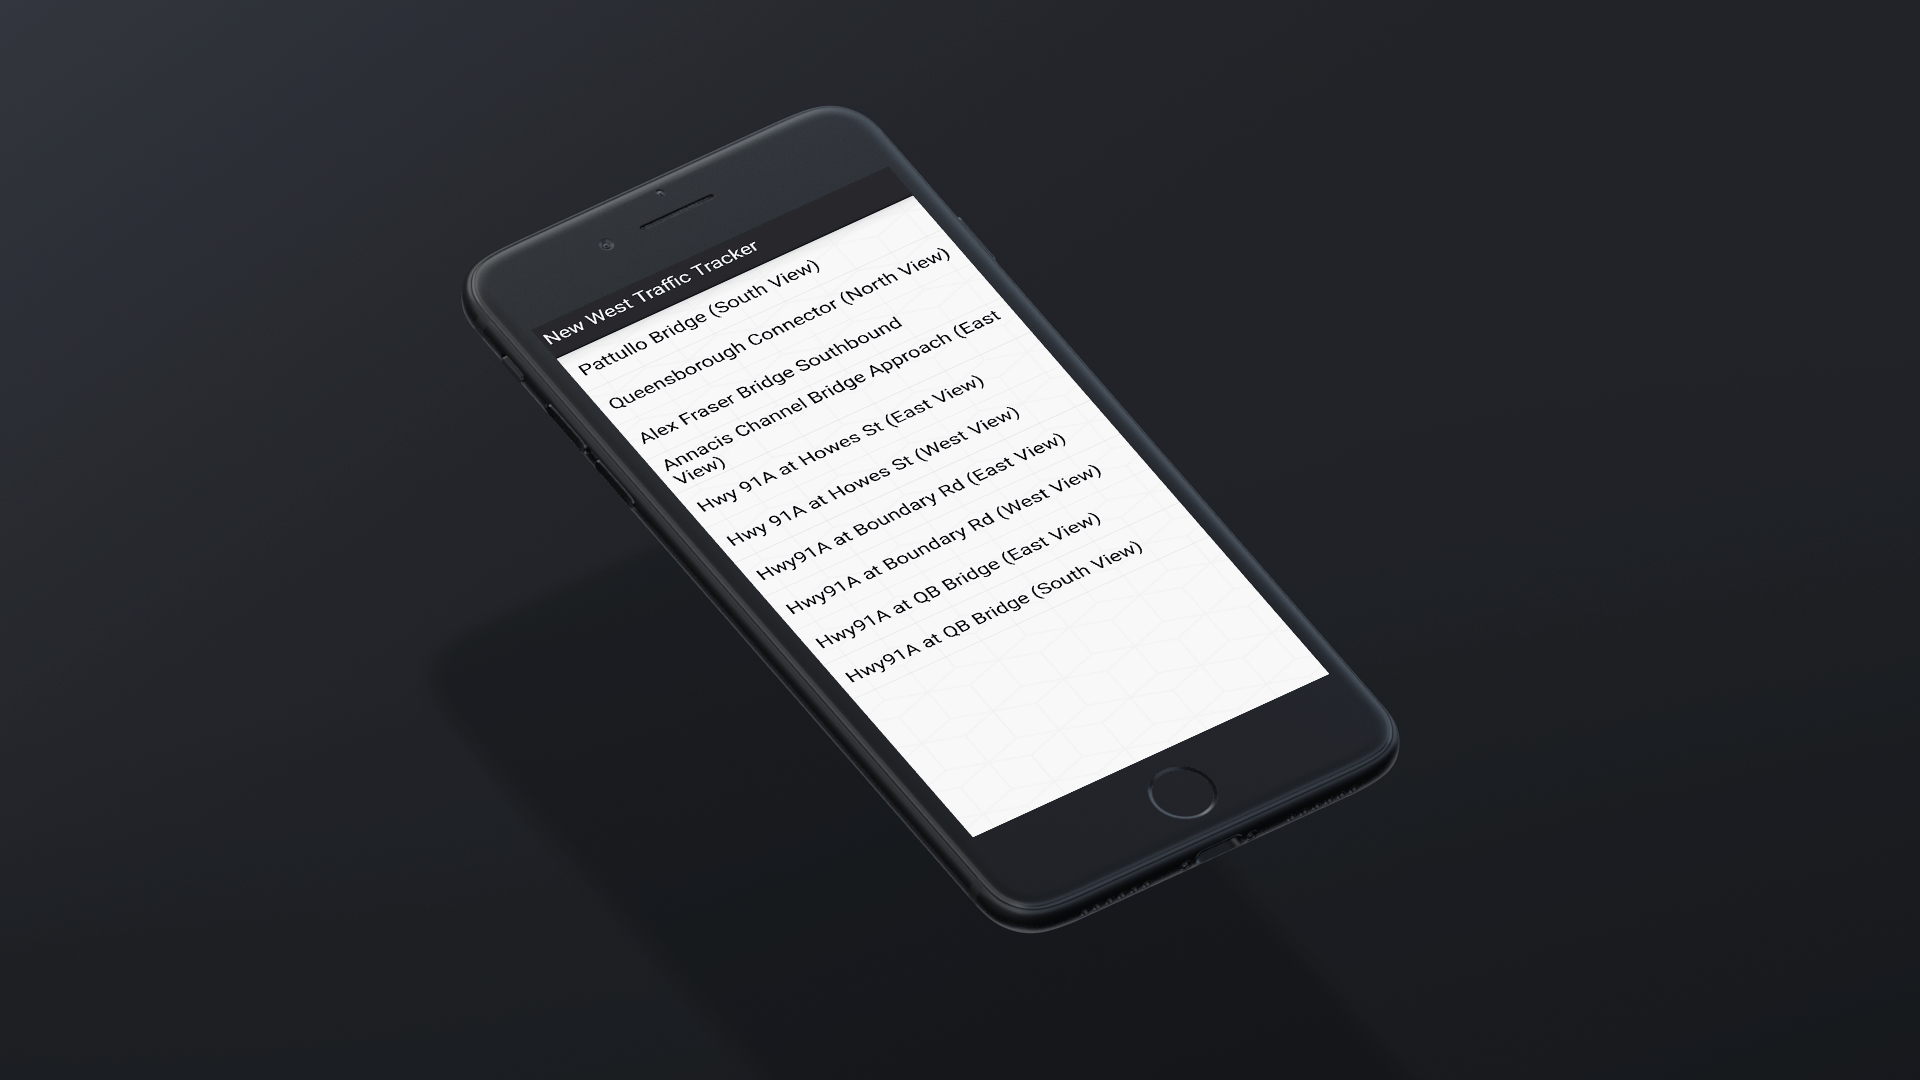 New West Traffic Tracker
Pattullo Bridge (South View)
Queensborough Connector (North View)
Alex Fraser Bridge Southbound
Annacis Channel Bridge Approach (East
View)
Hwy 91A at Howes St (East View)
Hwy 91A at Howes St (West View)
Hwy91A at Boundary Rd (East View)
Hwy91A at Boundary Rd (West View)
Hwy91A at QB Bridge (East View)
Hwy91A at QB Bridge (South View)